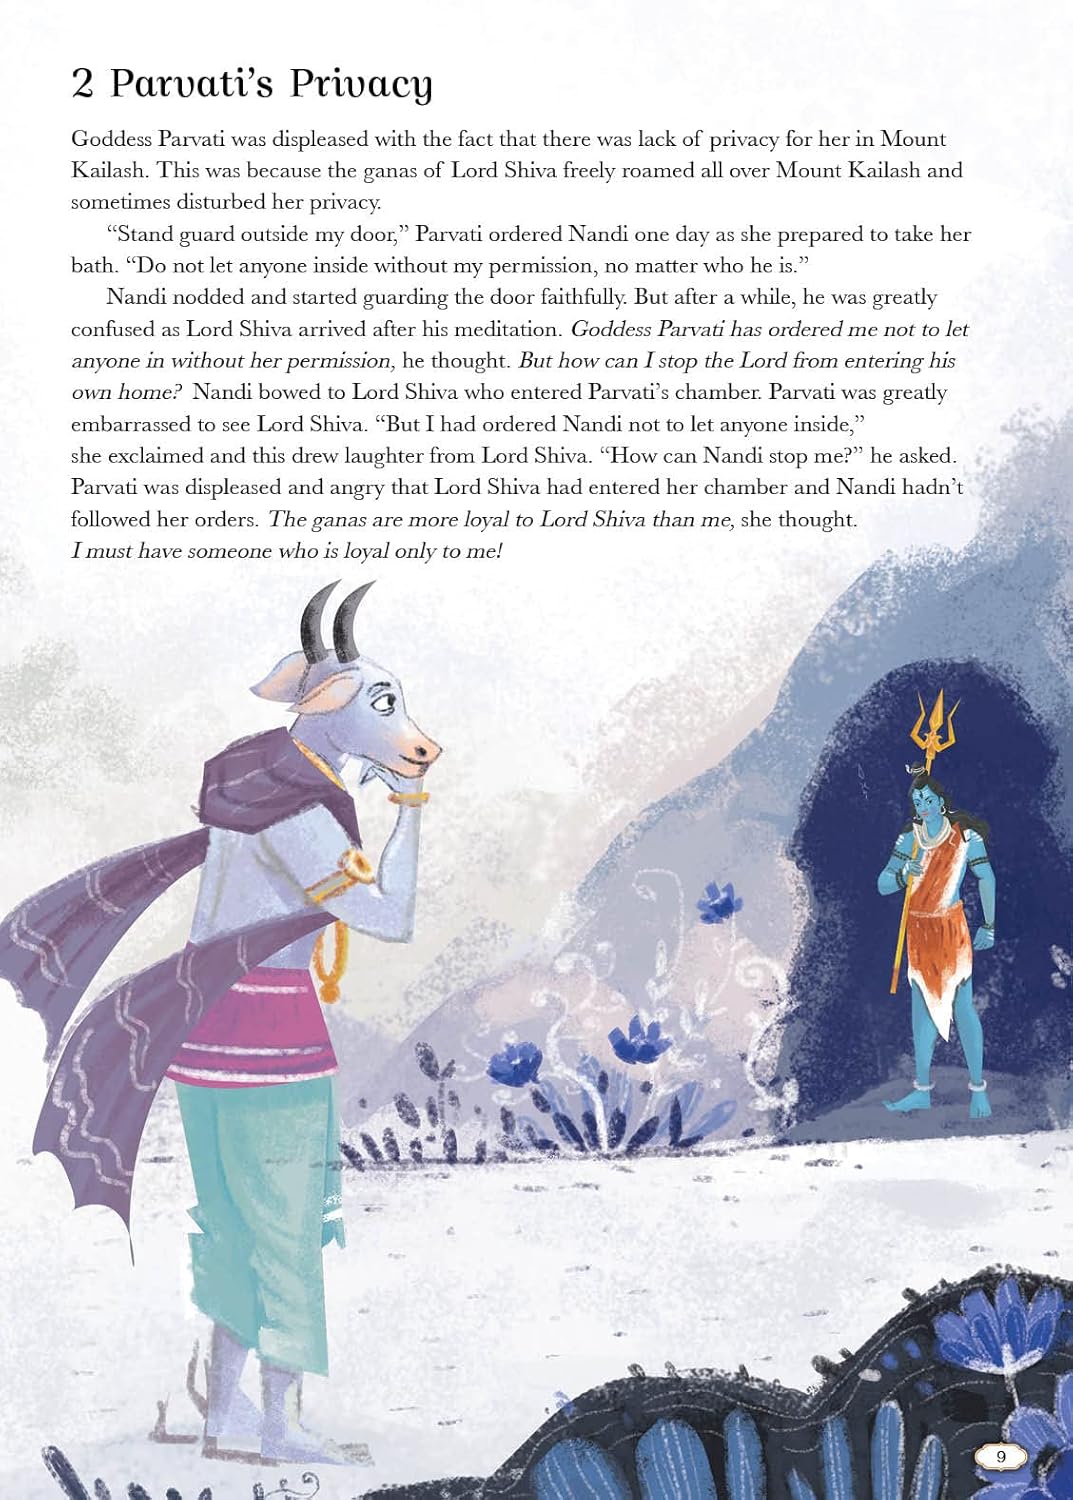 2 Parvati's Privacy
Goddess Parvati was displeased with the fact that there was lack of privacy for her in Mount
Kailash. This was because the ganas of Lord Shiva freely roamed all over Mount Kailash and
sometimes disturbed her privacy.
“Stand guard outside my door,” Parvati ordered Nandi one day as she prepared to take her
bath. “Do not let anyone inside without my permission, no matter who he is.”
Nandi nodded and started guarding the door faithfully. But after a while, he was greatly
confused as Lord Shiva arrived after his meditation. Goddess Parvati has ordered me not to let
anyone in without her permission, he thought. But how can I stop the Lord from entering his
own home? Nandi bowed to Lord Shiva who entered Parvati’s chamber. Parvati was greatly
embarrassed to see Lord Shiva. “But I had ordered Nandi not to let anyone inside,”
she exclaimed and this drew laughter from Lord Shiva. “How can Nandi stop me?” he asked.
Parvati was displeased and angry that Lord Shiva had entered her chamber and Nandi hadn’t
followed her orders. The ganas are more loyal to Lord Shiva than me, she thought.
I must have someone who is loyal only to me!
9